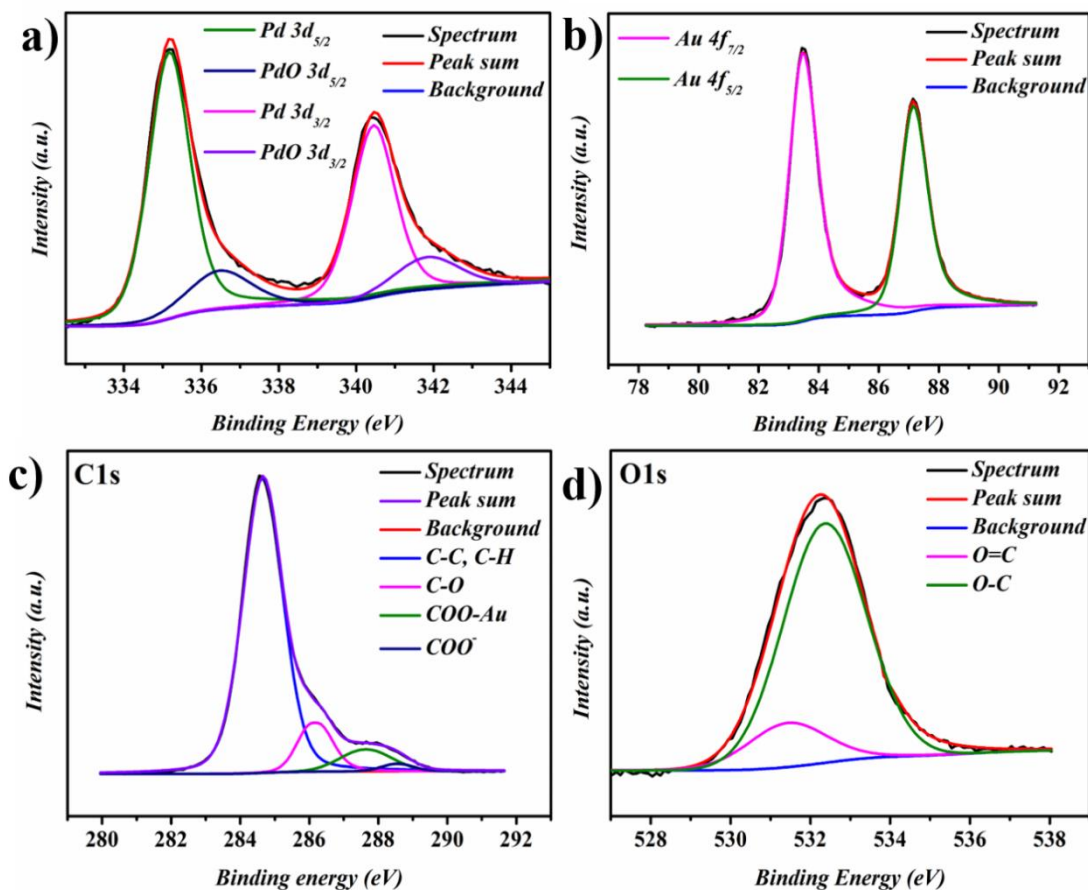 a)
Pd 3d5/2
PdO 3d5/2
Pd 3d3/2
PdO 3d3/2
Spectrum
Peak sum
Background
Intensity (a.u.)
334 336 338 340 342 344
Binding Energy (eV)
b)
Au 4f7/2
Au 4f5/2
Spectrum
Peak sum
Background
Intensity (a.u.)
78 80 82 84 86 88 90 92
Binding Energy (eV)
c)
C1s
Spectrum
Peak sum
Background
C-C, C-H
C-O
COO-Au
COO-
Intensity (a.u.)
280 282 284 286 288 290 292
Binding energy (eV)
d)
O1s
Spectrum
Peak sum
Background
O=C
O-C
Intensity (a.u.)
528 530 532 534 536 538
Binding Energy (eV)